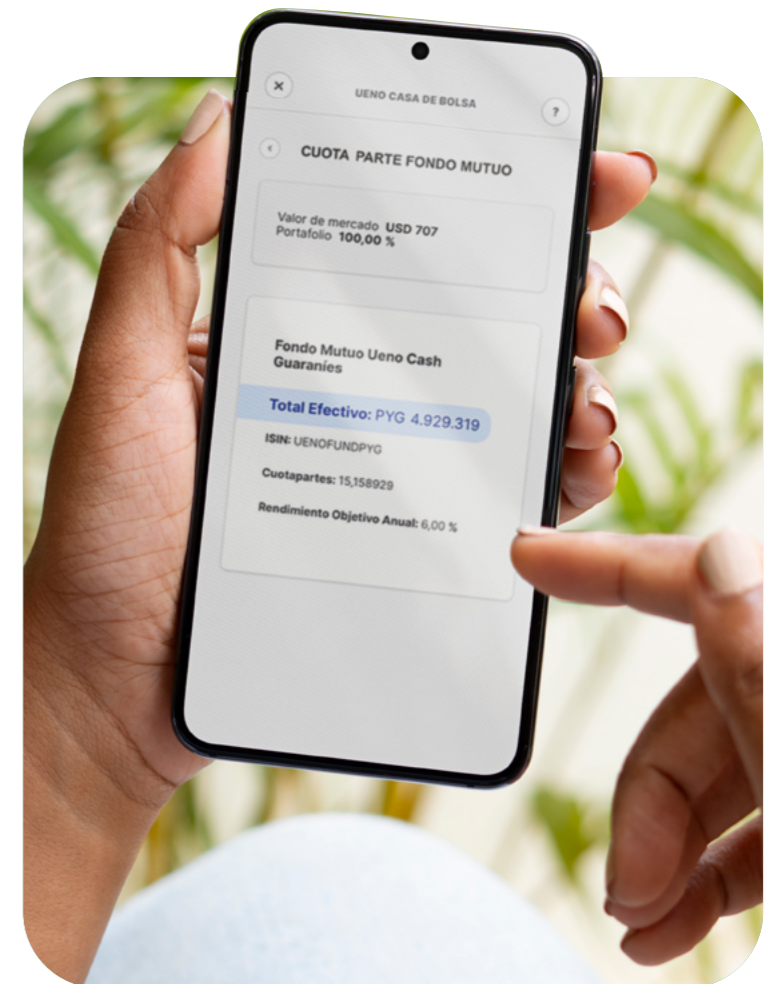 UENO CASA DE BOLSA
?
CUOTA PARTE FONDO MUTUO
Valor de mercado USD 707
Portafolio 100,00 %
Fondo Mutuo Ueno Cash
Guaraníes
Total Efectivo: PYG 4.929.319
ISIN: UENOFUNDPYG
Cuotapartes: 15,158929
Rendimiento Objetivo Anual: 6,00 %